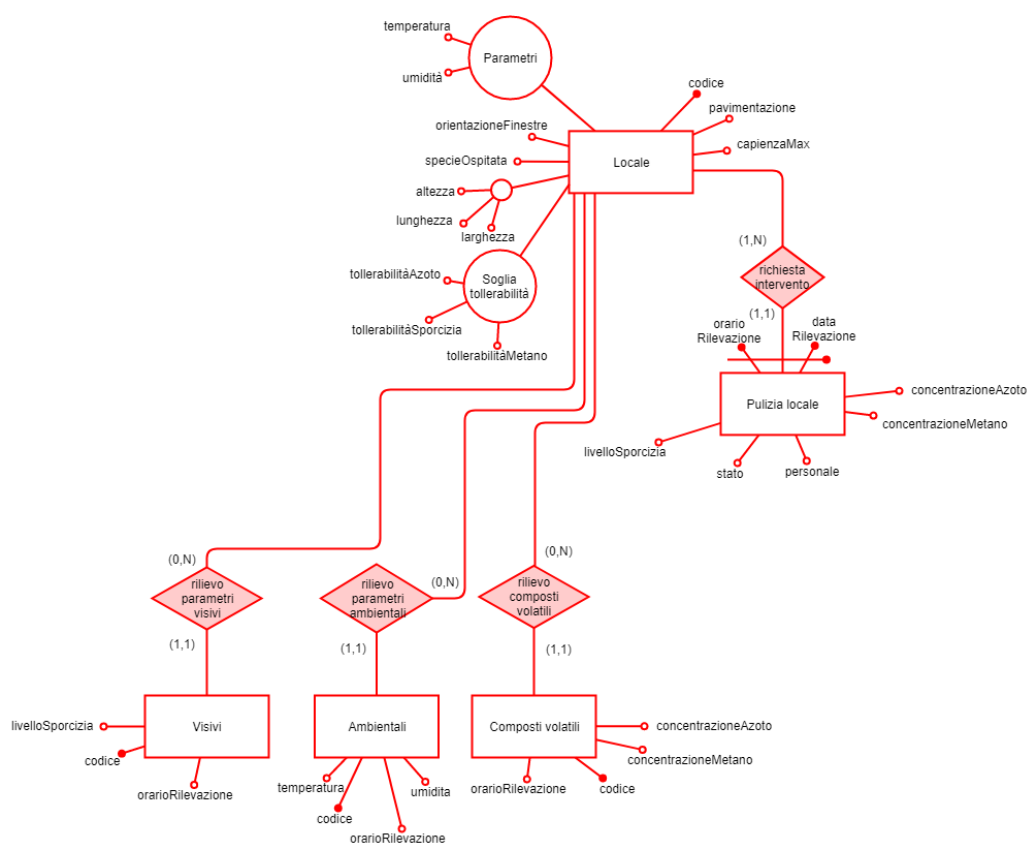 temperatura
Parametri
umidità
codice
pavimentazione
orientazioneFinestre
capienzaMax
specieOspitata
Locale
altezza
lunghezza
larghezza
tollerabilitàAzoto
Soglia
tollerabilità
tollerabilitàSporcizia
tollerabilitàMetano
(1,N)
richiesta
intervento
(1,1)
orario
Rilevazione
data
Rilevazione
Pulizia locale
concentrazioneAzoto
concentrazioneMetano
livelloSporcizia
stato
personale
(0,N)
rilievo
parametri
visivi
(1,1)
rilievo
parametri
ambientali
(0,N)
(1,1)
(0,N)
rilievo
composti
volatili
(1,1)
livelloSporcizia
Visivi
codice
orarioRilevazione
Ambientali
temperatura
codice
umidita
orarioRilevazione
Composti volatili
concentrazioneAzoto
concentrazioneMetano
orarioRilevazione
codice